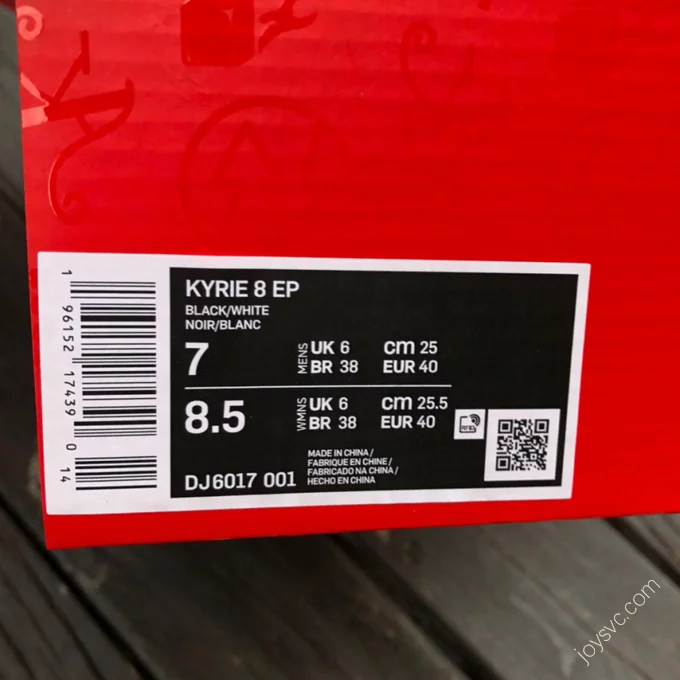 KYRIE 8 EP
BLACK/WHITE
NOIR/BLANC
7 MENS UK 6 cm 25
BR 38 EUR 40
8.5 WMNS UK 6 cm 25.5
BR 38 EUR 40
RFID
DJ6017 001
MADE IN CHINA /
FABRIQUE EN CHINE /
FABRICADO NA CHINA /
HECHO EN CHINA
1 96152 17439 0 14
joysvc.com